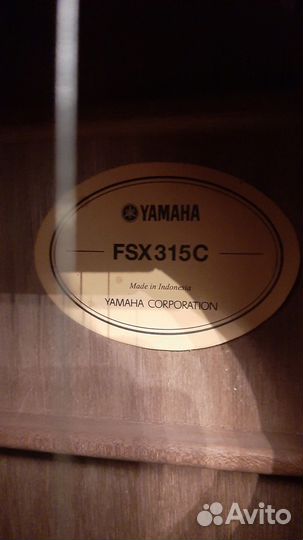 YAMAHA
FSX315C
Made in Indonesia
YAMAHA CORPORATION
Avito